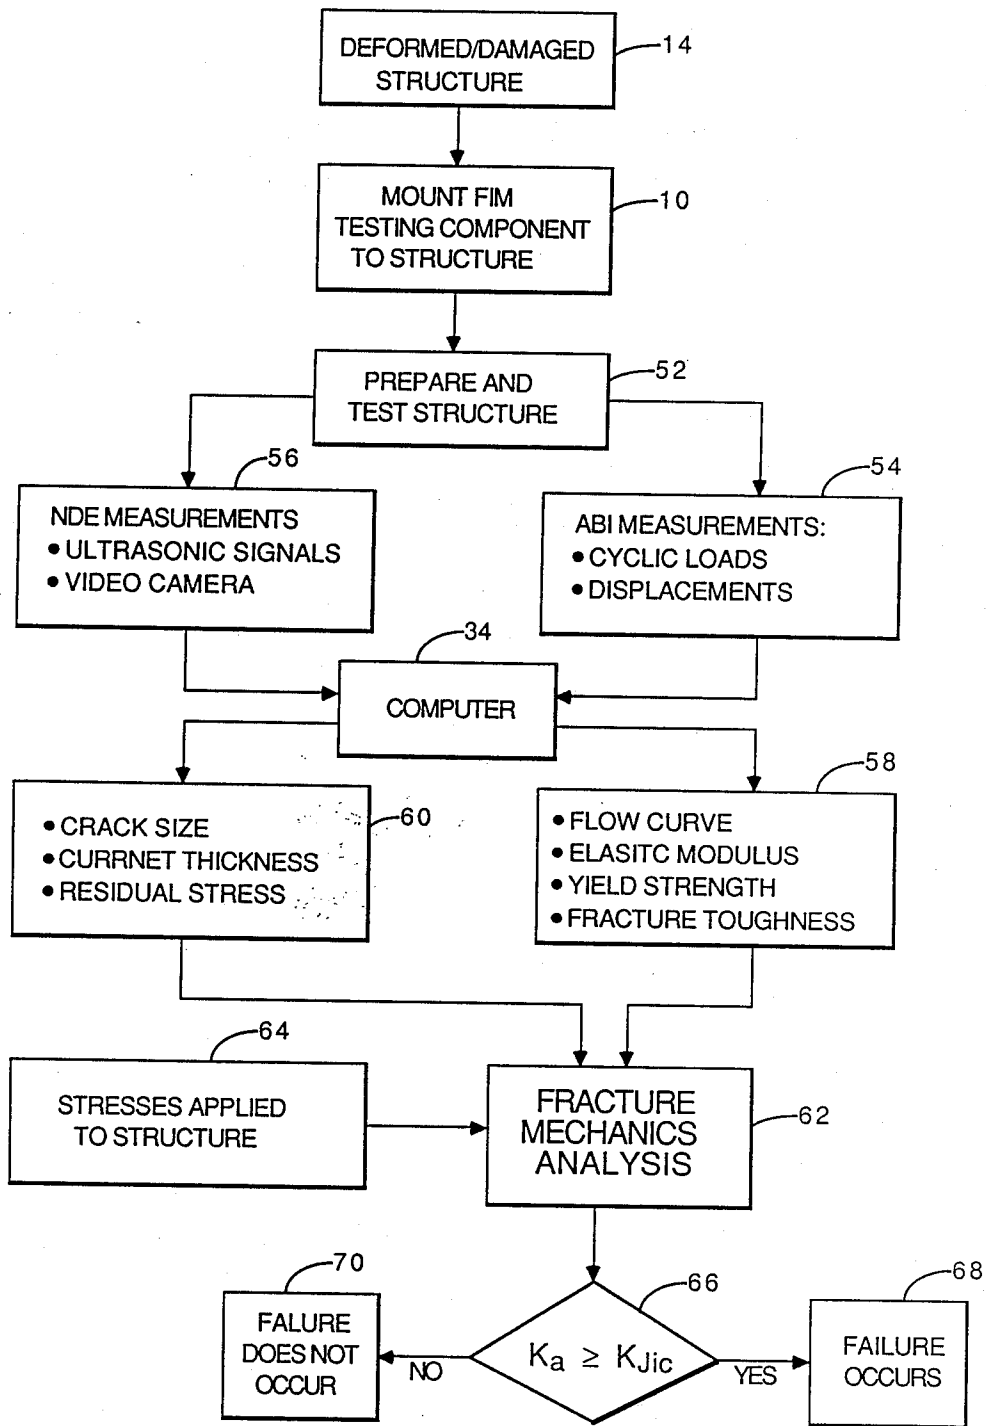 DEFORMED/DAMAGED
STRUCTURE
14
MOUNT FIM
TESTING COMPONENT
TO STRUCTURE
10
PREPARE AND
TEST STRUCTURE
52
56
NDE MEASUREMENTS
• ULTRASONIC SIGNALS
• VIDEO CAMERA
54
ABI MEASUREMENTS:
• CYCLIC LOADS
• DISPLACEMENTS
34
COMPUTER
60
• CRACK SIZE
• CURRNET THICKNESS
• RESIDUAL STRESS
58
• FLOW CURVE
• ELASITC MODULUS
• YIELD STRENGTH
• FRACTURE TOUGHNESS
64
STRESSES APPLIED
TO STRUCTURE
FRACTURE
MECHANICS
ANALYSIS
62
70
FALURE
DOES NOT
OCCUR
NO
66
Ka ≥ KJic
YES
68
FAILURE
OCCURS